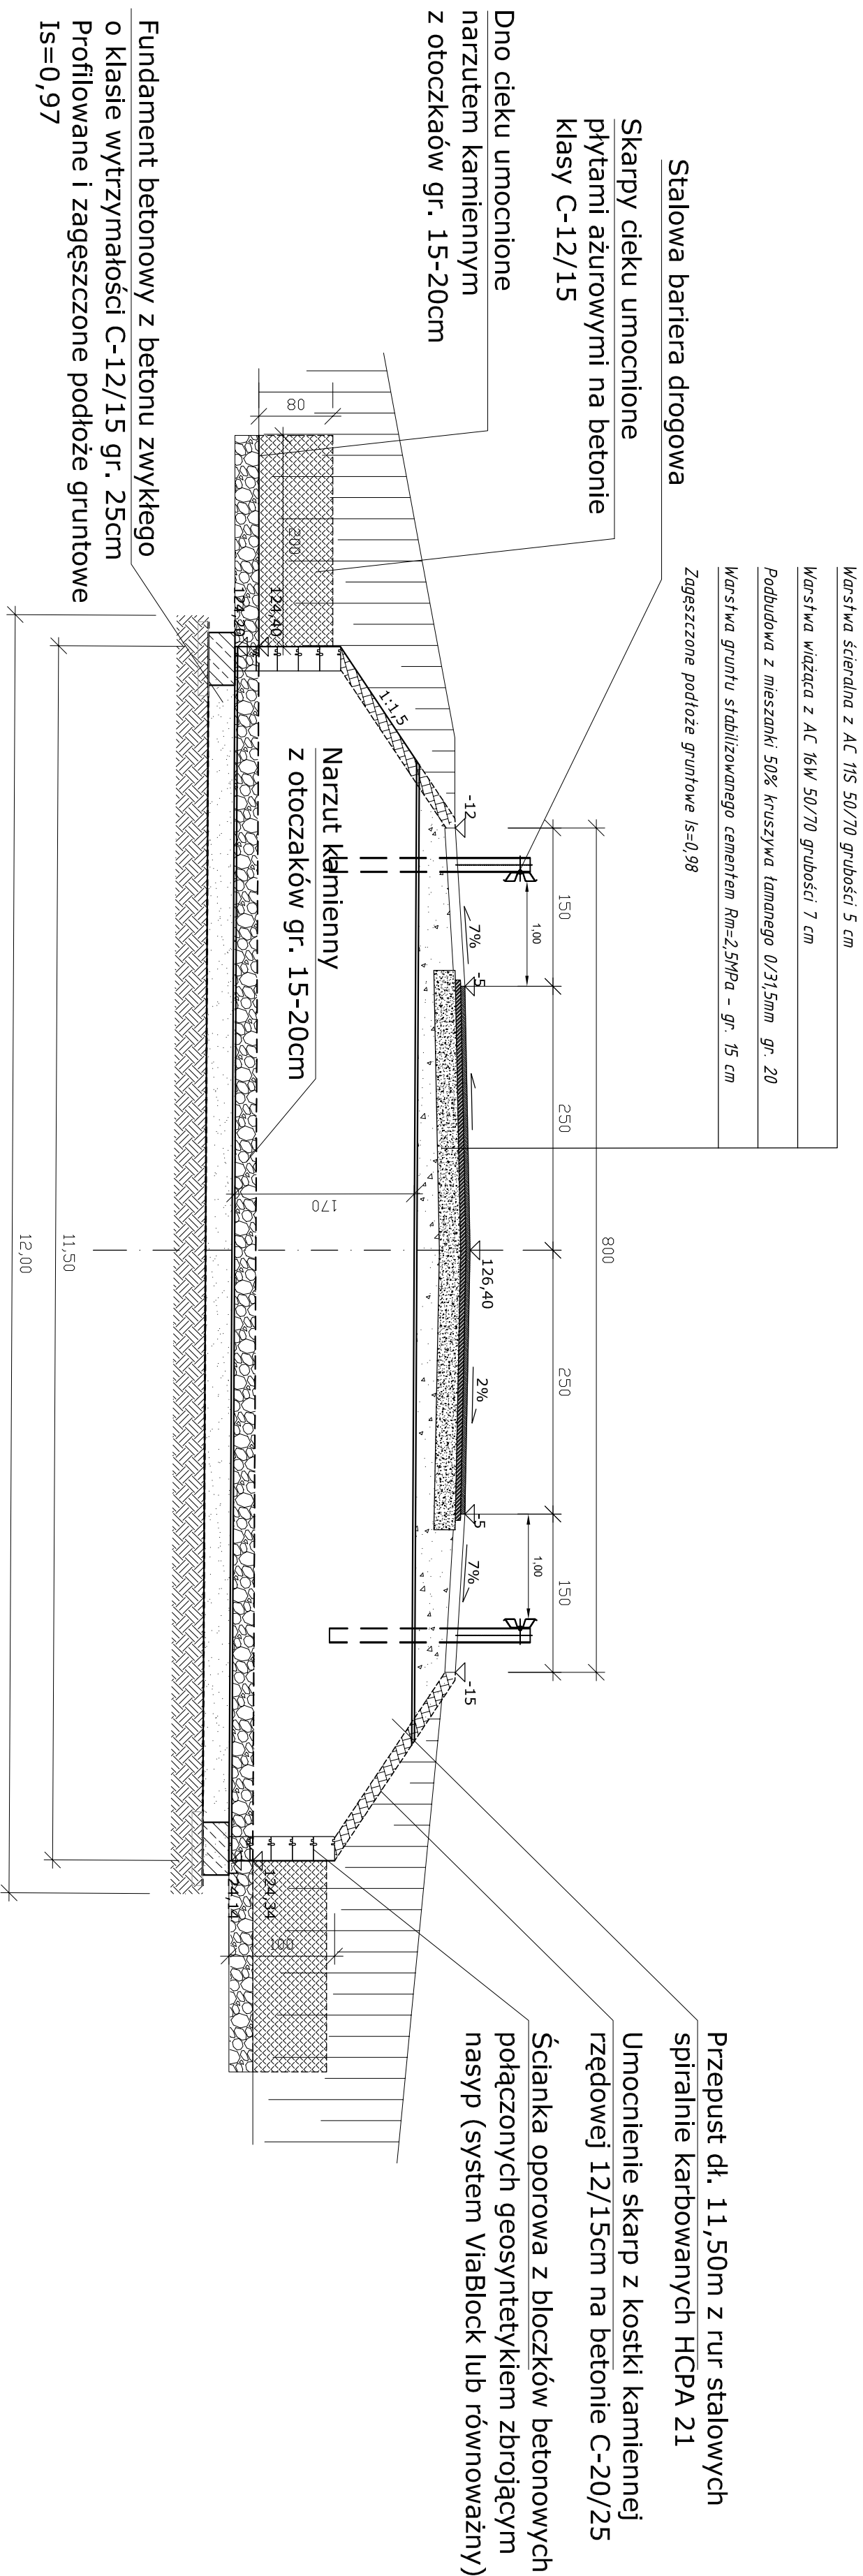 Warstwa ścieralna z AC 11S 50/70 grubości 5 cm
Warstwa wiążąca z AC 16W 50/70 grubości 7 cm
Podbudowa z mieszanki 50% kruszywa łamanego 0/31,5mm gr. 20
Warstwa gruntu stabilizowanego cementem Rm=2,5MPa - gr. 15 cm
Zagęszczone podłoże gruntowe Is=0,98
Stalowa bariera drogowa
Skarpy cieku umocnione
płytami ażurowymi na betonie
klasy C-12/15
Dno cieku umocnione
narzutem kamiennym
z otoczkaów gr. 15-20cm
Fundament betonowy z betonu zwykłego
o klasie wytrzymałości C-12/15 gr. 25cm
Profilowane i zagęszczone podłoże gruntowe
Is=0,97
Przepust dł. 11,50m z rur stalowych
spiralnie karbowanych HCPA 21
Umocnienie skarp z kostki kamiennej
rzędowej 12/15cm na betonie C-20/25
Ścianka oporowa z bloczków betonowych
połączonych geosyntetykiem zbrojącym
nasyp (system ViaBlock lub równoważny)
Narzut kamienny
z otoczaków gr. 15-20cm
800
150
250
250
150
1,00
1,00
-12
7%
-5
126,40
2%
-5
7%
-15
1:1,5
80
200
124,40
124,20
170
124,34
124,14
100
11,50
12,00